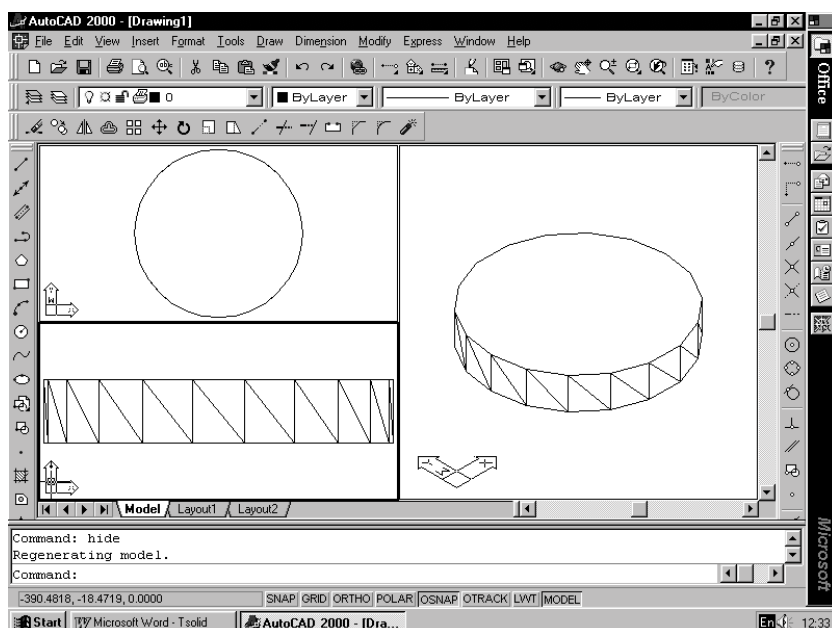 AutoCAD 2000 - [Drawing1]
File Edit View Insert Format Tools Draw Dimension Modify Express Window Help
0 ByLayer ByLayer ByLayer ByColor
Office
Y
W
X
Model Layout1 Layout2
Command: hide
Regenerating model.
Command:
Microsoft
-390.4818, -18.4719, 0.0000 SNAP GRID ORTHO POLAR OSNAP OTRACK LWT MODEL
Start Microsoft Word - Tsolid AutoCAD 2000 - [Dra... En 12:33